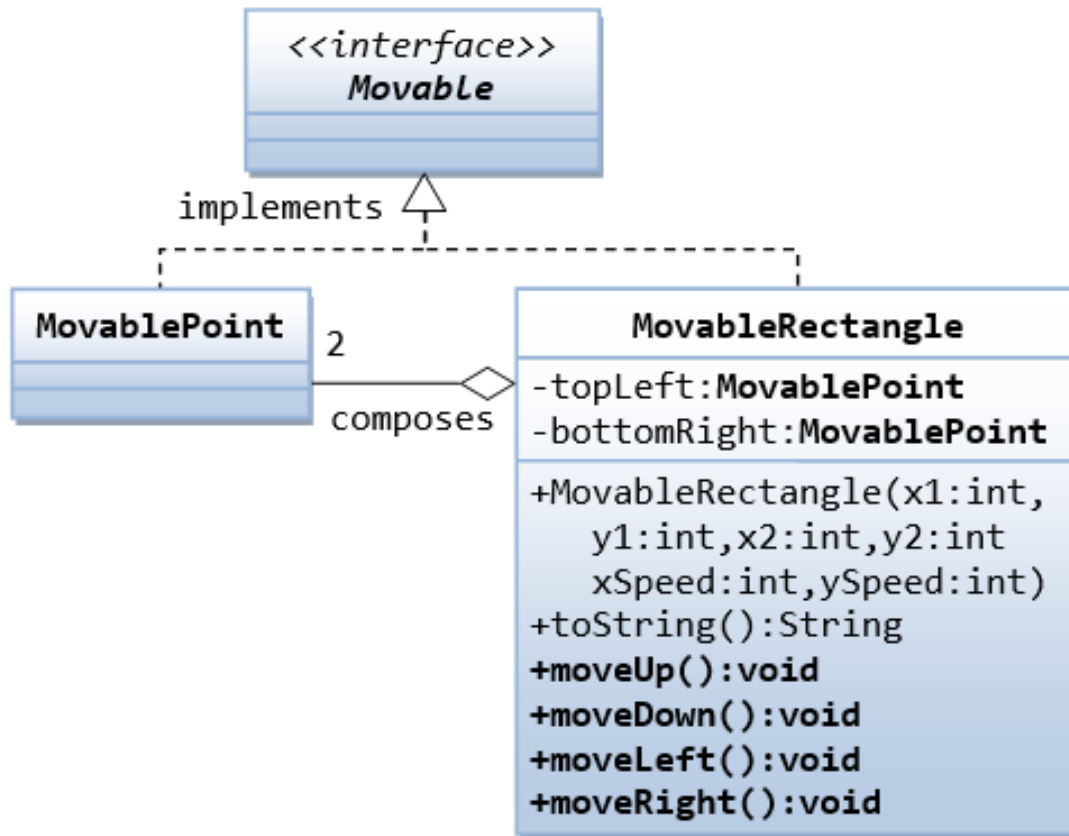 <<interface>>
Movable
implements
MovablePoint
2
composes
MovableRectangle
-topLeft:MovablePoint
-bottomRight:MovablePoint
+MovableRectangle(x1:int,
y1:int,x2:int,y2:int
xSpeed:int,ySpeed:int)
+toString():String
+moveUp():void
+moveDown():void
+moveLeft():void
+moveRight():void